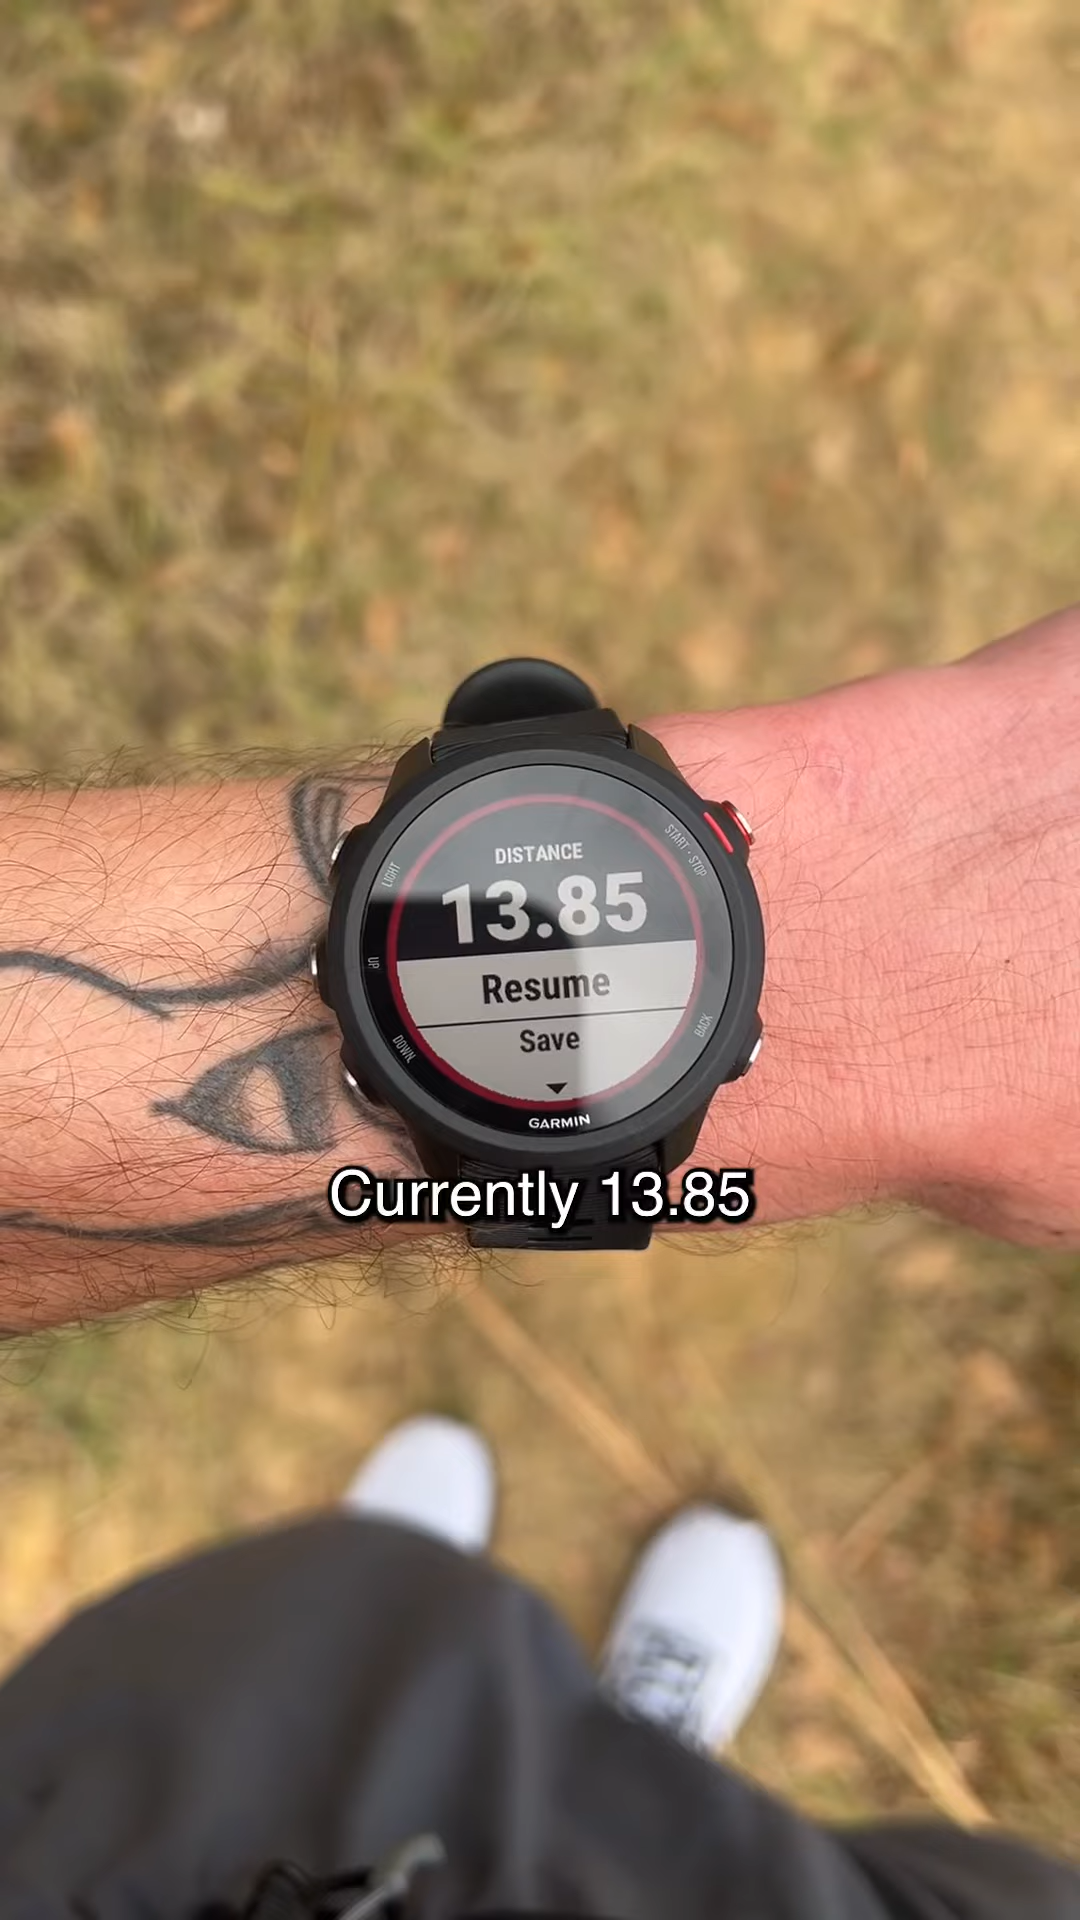 START · STOP
LIGHT
DISTANCE
13.85
UP
Resume
Save
DOWN
BACK
GARMIN
Currently 13.85